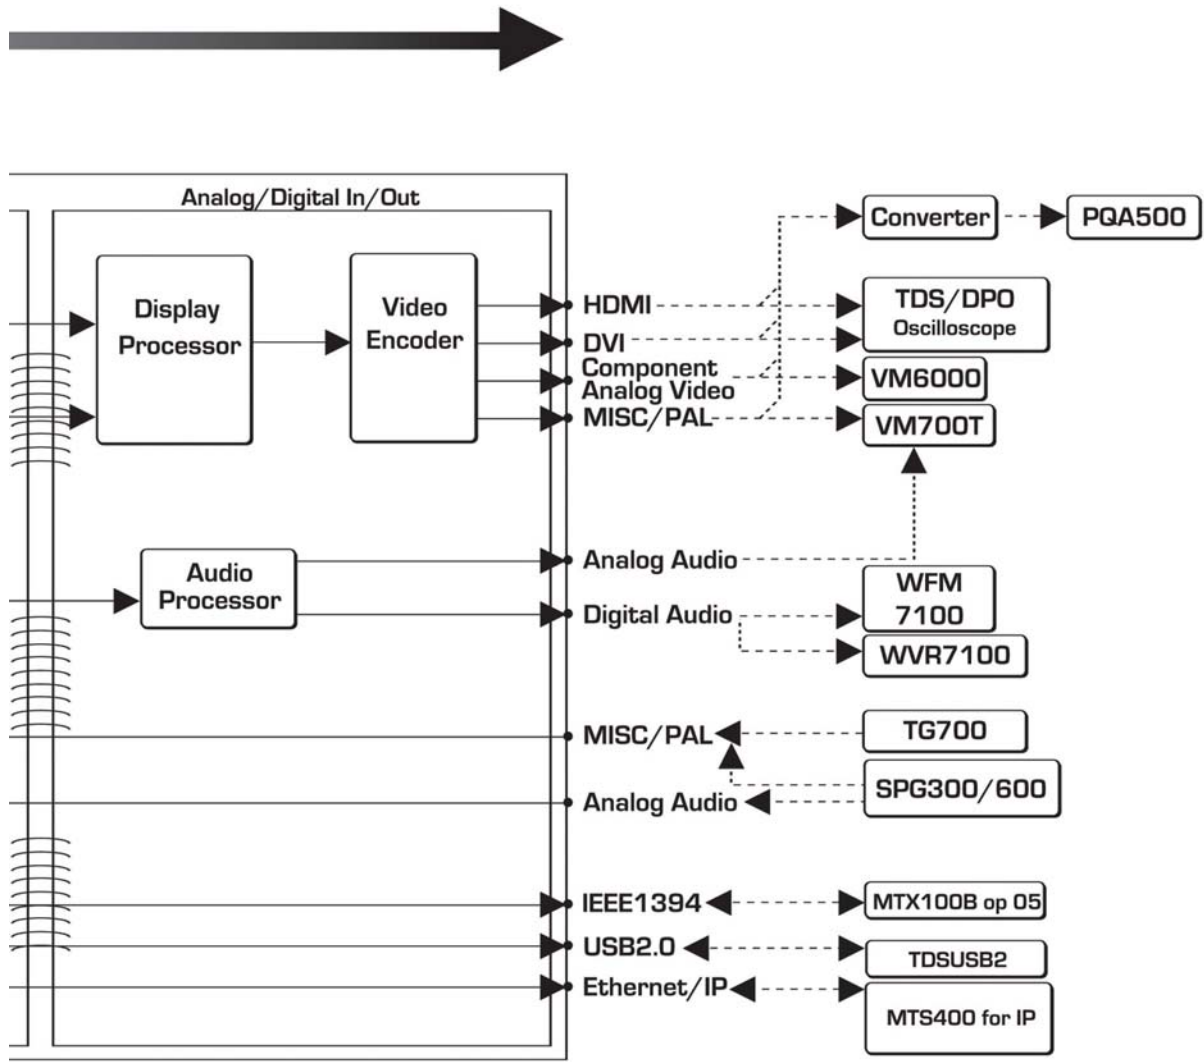 Analog/Digital In/Out
Display
Processor
Video
Encoder
HDMI
DVI
Component
Analog Video
MISC/PAL
Converter
PQA500
TDS/DPO
Oscilloscope
VM6000
VM700T
Audio
Processor
Analog Audio
Digital Audio
WFM
7100
WVR7100
MISC/PAL
TG700
Analog Audio
SPG300/600
IEEE1394
MTX100B op 05
USB2.0
TDSUSB2
Ethernet/IP
MTS400 for IP